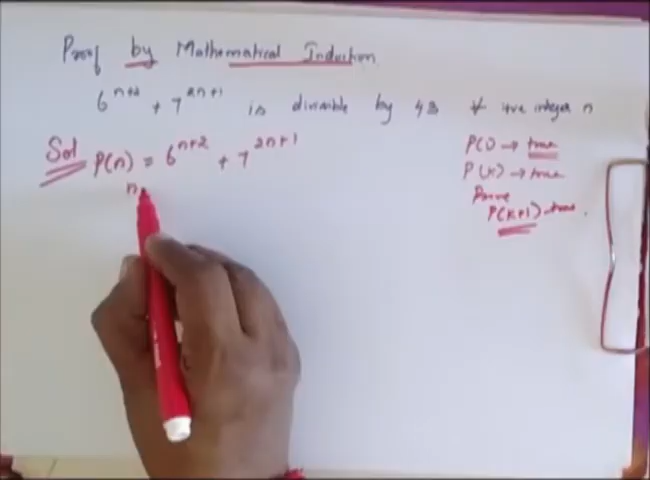 Proof by Mathematical Induction
6^{n+2} + 7^{2n+1} is divisible by 43 ∀ +ve integer n
Sol P(n) = 6^{n+2} + 7^{2n+1}
n
P(1) → true
P(K) → true
Prove
P(K+1) → true.